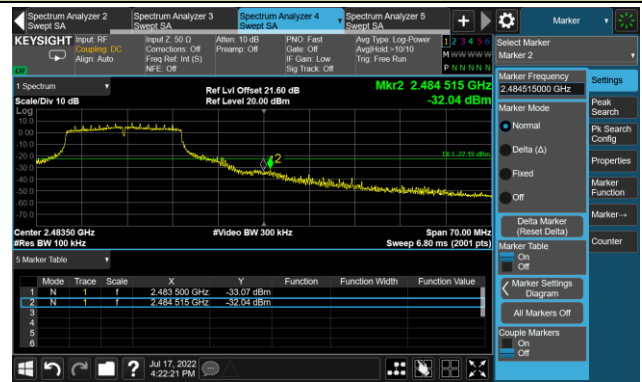 Spectrum Analyzer 2 Spectrum Analyzer 3 Spectrum Analyzer 4 Spectrum Analyzer 5 Marker
Swept SA Swept SA Swept SA Swept SA
KEYSIGHT Input: RF Input Z: 50 Ω Atten: 10 dB PNO: Fast Avg Type: Log-Power 1 2 3 4 5 6
Coupling: DC Corrections: Off Preamp: Off Gate: Off Avg|Hold:>10/10 M W W W W W
Align: Auto Freq Ref: Int (S) IF Gain: Low Trig: Free Run
NFE: Off Sig Track: Off P N N N N N
Select Marker
Marker 2
1 Spectrum Ref Lvl Offset 21.60 dB Mkr2 2.484 515 GHz
Scale/Div 10 dB Ref Level 20.00 dBm -32.04 dBm
Log
10.0
0.00
-10.0
-20.0
-30.0
-40.0
-50.0
-60.0
-70.0
2
DL1 -22.15 dBm
Center 2.48350 GHz #Video BW 300 kHz Span 70.00 MHz
#Res BW 100 kHz Sweep 6.80 ms (2001 pts)
5 Marker Table
Mode Trace Scale X Y Function Function Width Function Value
1 N 1 f 2.483 500 GHz -33.07 dBm
2 N 1 f 2.484 515 GHz -32.04 dBm
3
4
5
6
Marker Frequency
2.484515000 GHz
Marker Mode
Normal
Delta (Δ)
Fixed
Off
Delta Marker
(Reset Delta)
Marker Table
On
Off
Marker Settings
Diagram
All Markers Off
Couple Markers
On
Off
Settings
Peak
Search
Pk Search
Config
Properties
Marker
Function
Marker→
Counter
Jul 17, 2022
4:22:21 PM